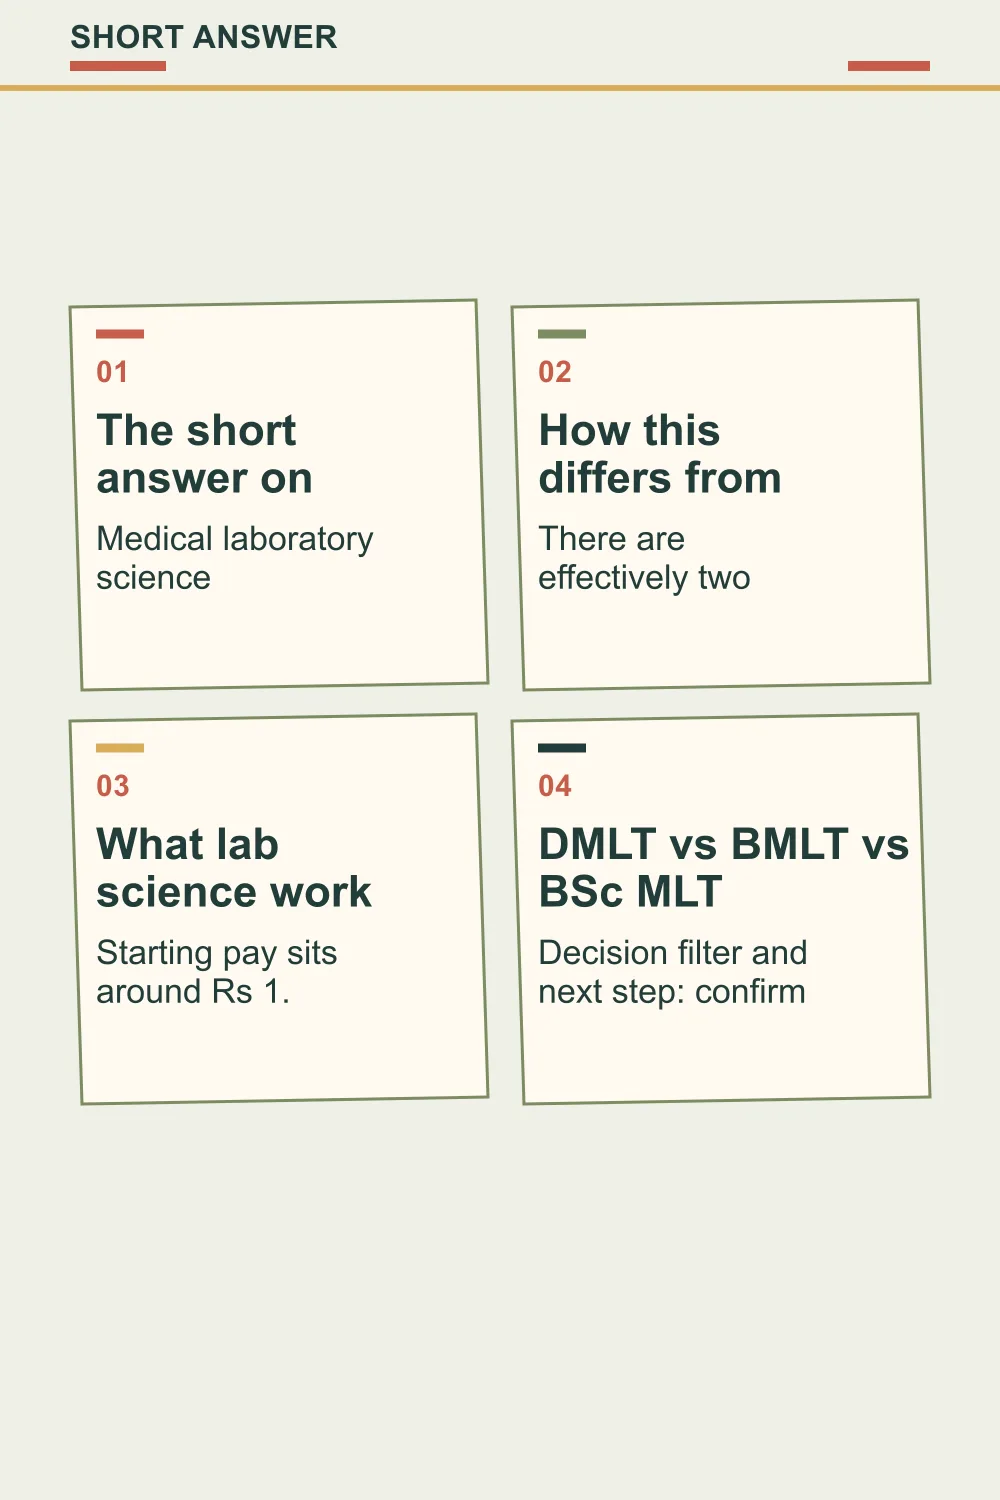 SHORT ANSWER
01
The short
answer on
Medical laboratory
science
02
How this
differs from
There are
effectively two
03
What lab
science work
Starting pay sits
around Rs 1.
04
DMLT vs BMLT vs
BSc MLT
Decision filter and
next step: confirm